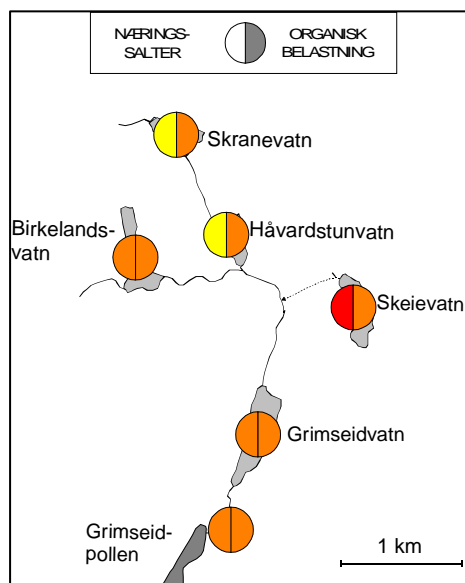 NÆRINGS-
SALTER
ORGANISK
BELASTNING
Skranevatn
Birkelands-
vatn
Håvardstunvatn
Skeievatn
Grimseidvatn
Grimseid-
pollen
1 km